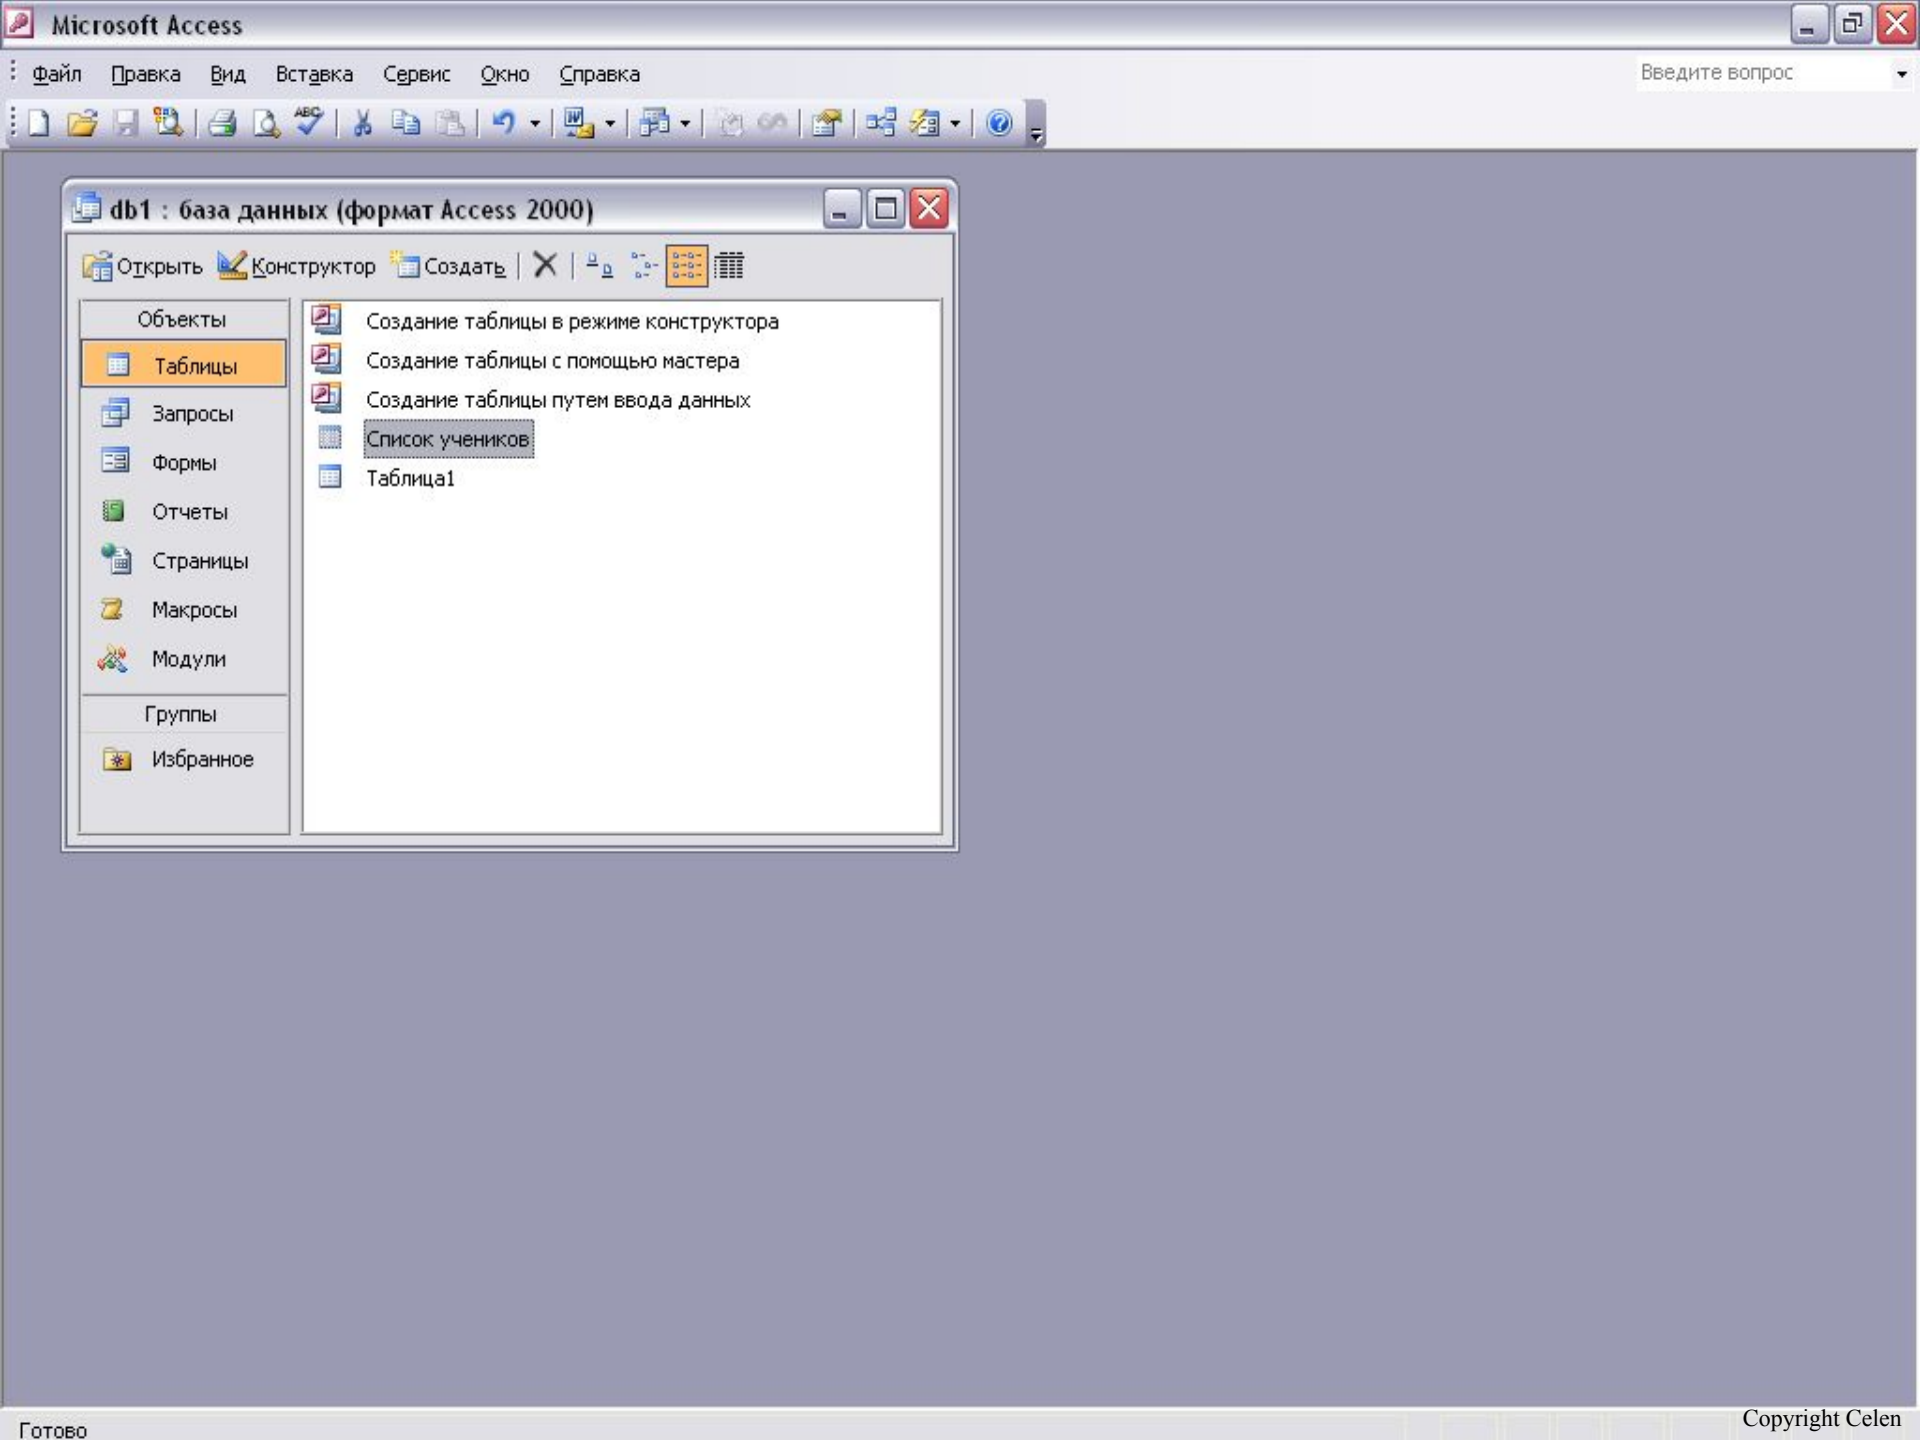 Microsoft Access
Файл Правка Вид Вставка Сервис Окно Справка
Введите вопрос
ABC
W
db1 : база данных (формат Access 2000)
Открыть Конструктор Создать
Объекты
Таблицы
Запросы
Формы
Отчеты
Страницы
Макросы
Модули
Группы
Избранное
Создание таблицы в режиме конструктора
Создание таблицы с помощью мастера
Создание таблицы путем ввода данных
Список учеников
Таблица1
Готово
Copyright Celen